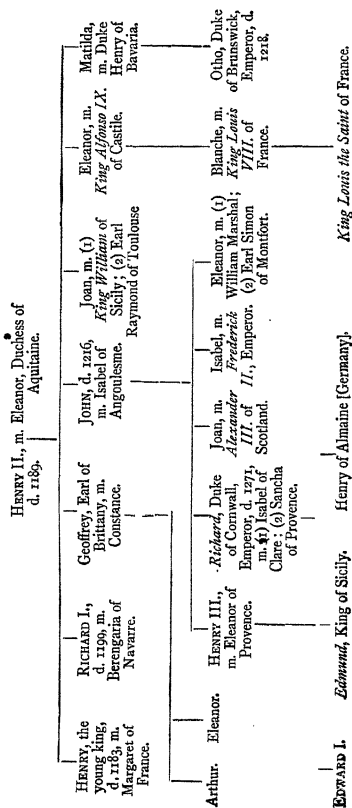 HENRY II., m. Eleanor, Duchess of
d. 1189. Aquitaine.
HENRY, the
young king,
d. 1183, m.
Margaret of
France.
RICHARD I.,
d. 1199, m.
Berengaria of
Navarre.
Geoffrey, Earl of
Brittany, m.
Constance.
JOHN, d. 1216,
m. Isabel of
Angoulesme.
Joan, m. (1)
King William of
Sicily; (2) Earl
Raymond of Toulouse
Eleanor, m.
King Alfonso IX.
of Castile.
Matilda,
m. Duke
Henry of
Bavaria.
Arthur.
Eleanor.
HENRY III.,
m. Eleanor of
Provence.
Richard, Duke
of Cornwall,
Emperor, d. 1271,
m. (1) Isabel of
Clare; (2) Sancha
of Provence.
Joan, m.
Alexander
III. of
Scotland.
Isabel, m.
Frederick
II., Emperor.
Eleanor, m. (1)
William Marshal;
(2) Earl Simon
of Montfort.
Blanche, m.
King Louis
VIII. of
France.
Otho, Duke
of Brunswick,
Emperor, d.
1218.
EDWARD I.
Edmund, King of Sicily.
Henry of Almaine [Germany].
King Louis the Saint of France.